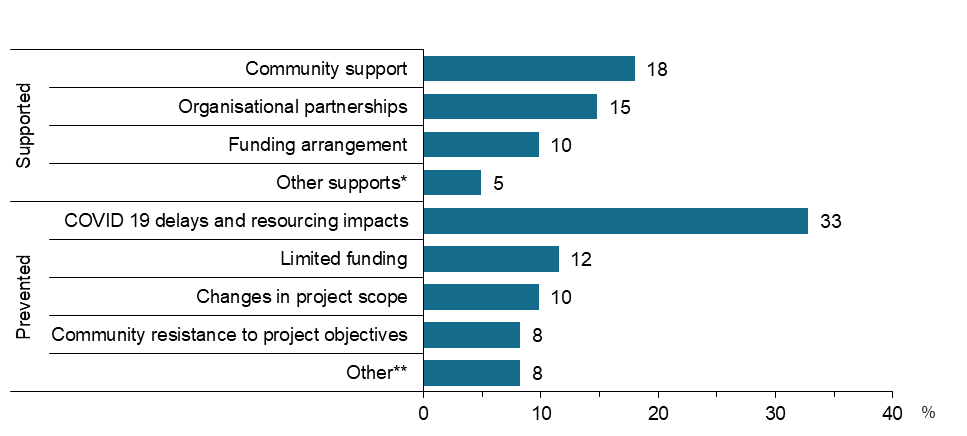 Supported
Community support 18
Organisational partnerships 15
Funding arrangement 10
Other supports* 5
Prevented
COVID 19 delays and resourcing impacts 33
Limited funding 12
Changes in project scope 10
Community resistance to project objectives 8
Other** 8
0 10 20 30 40 %